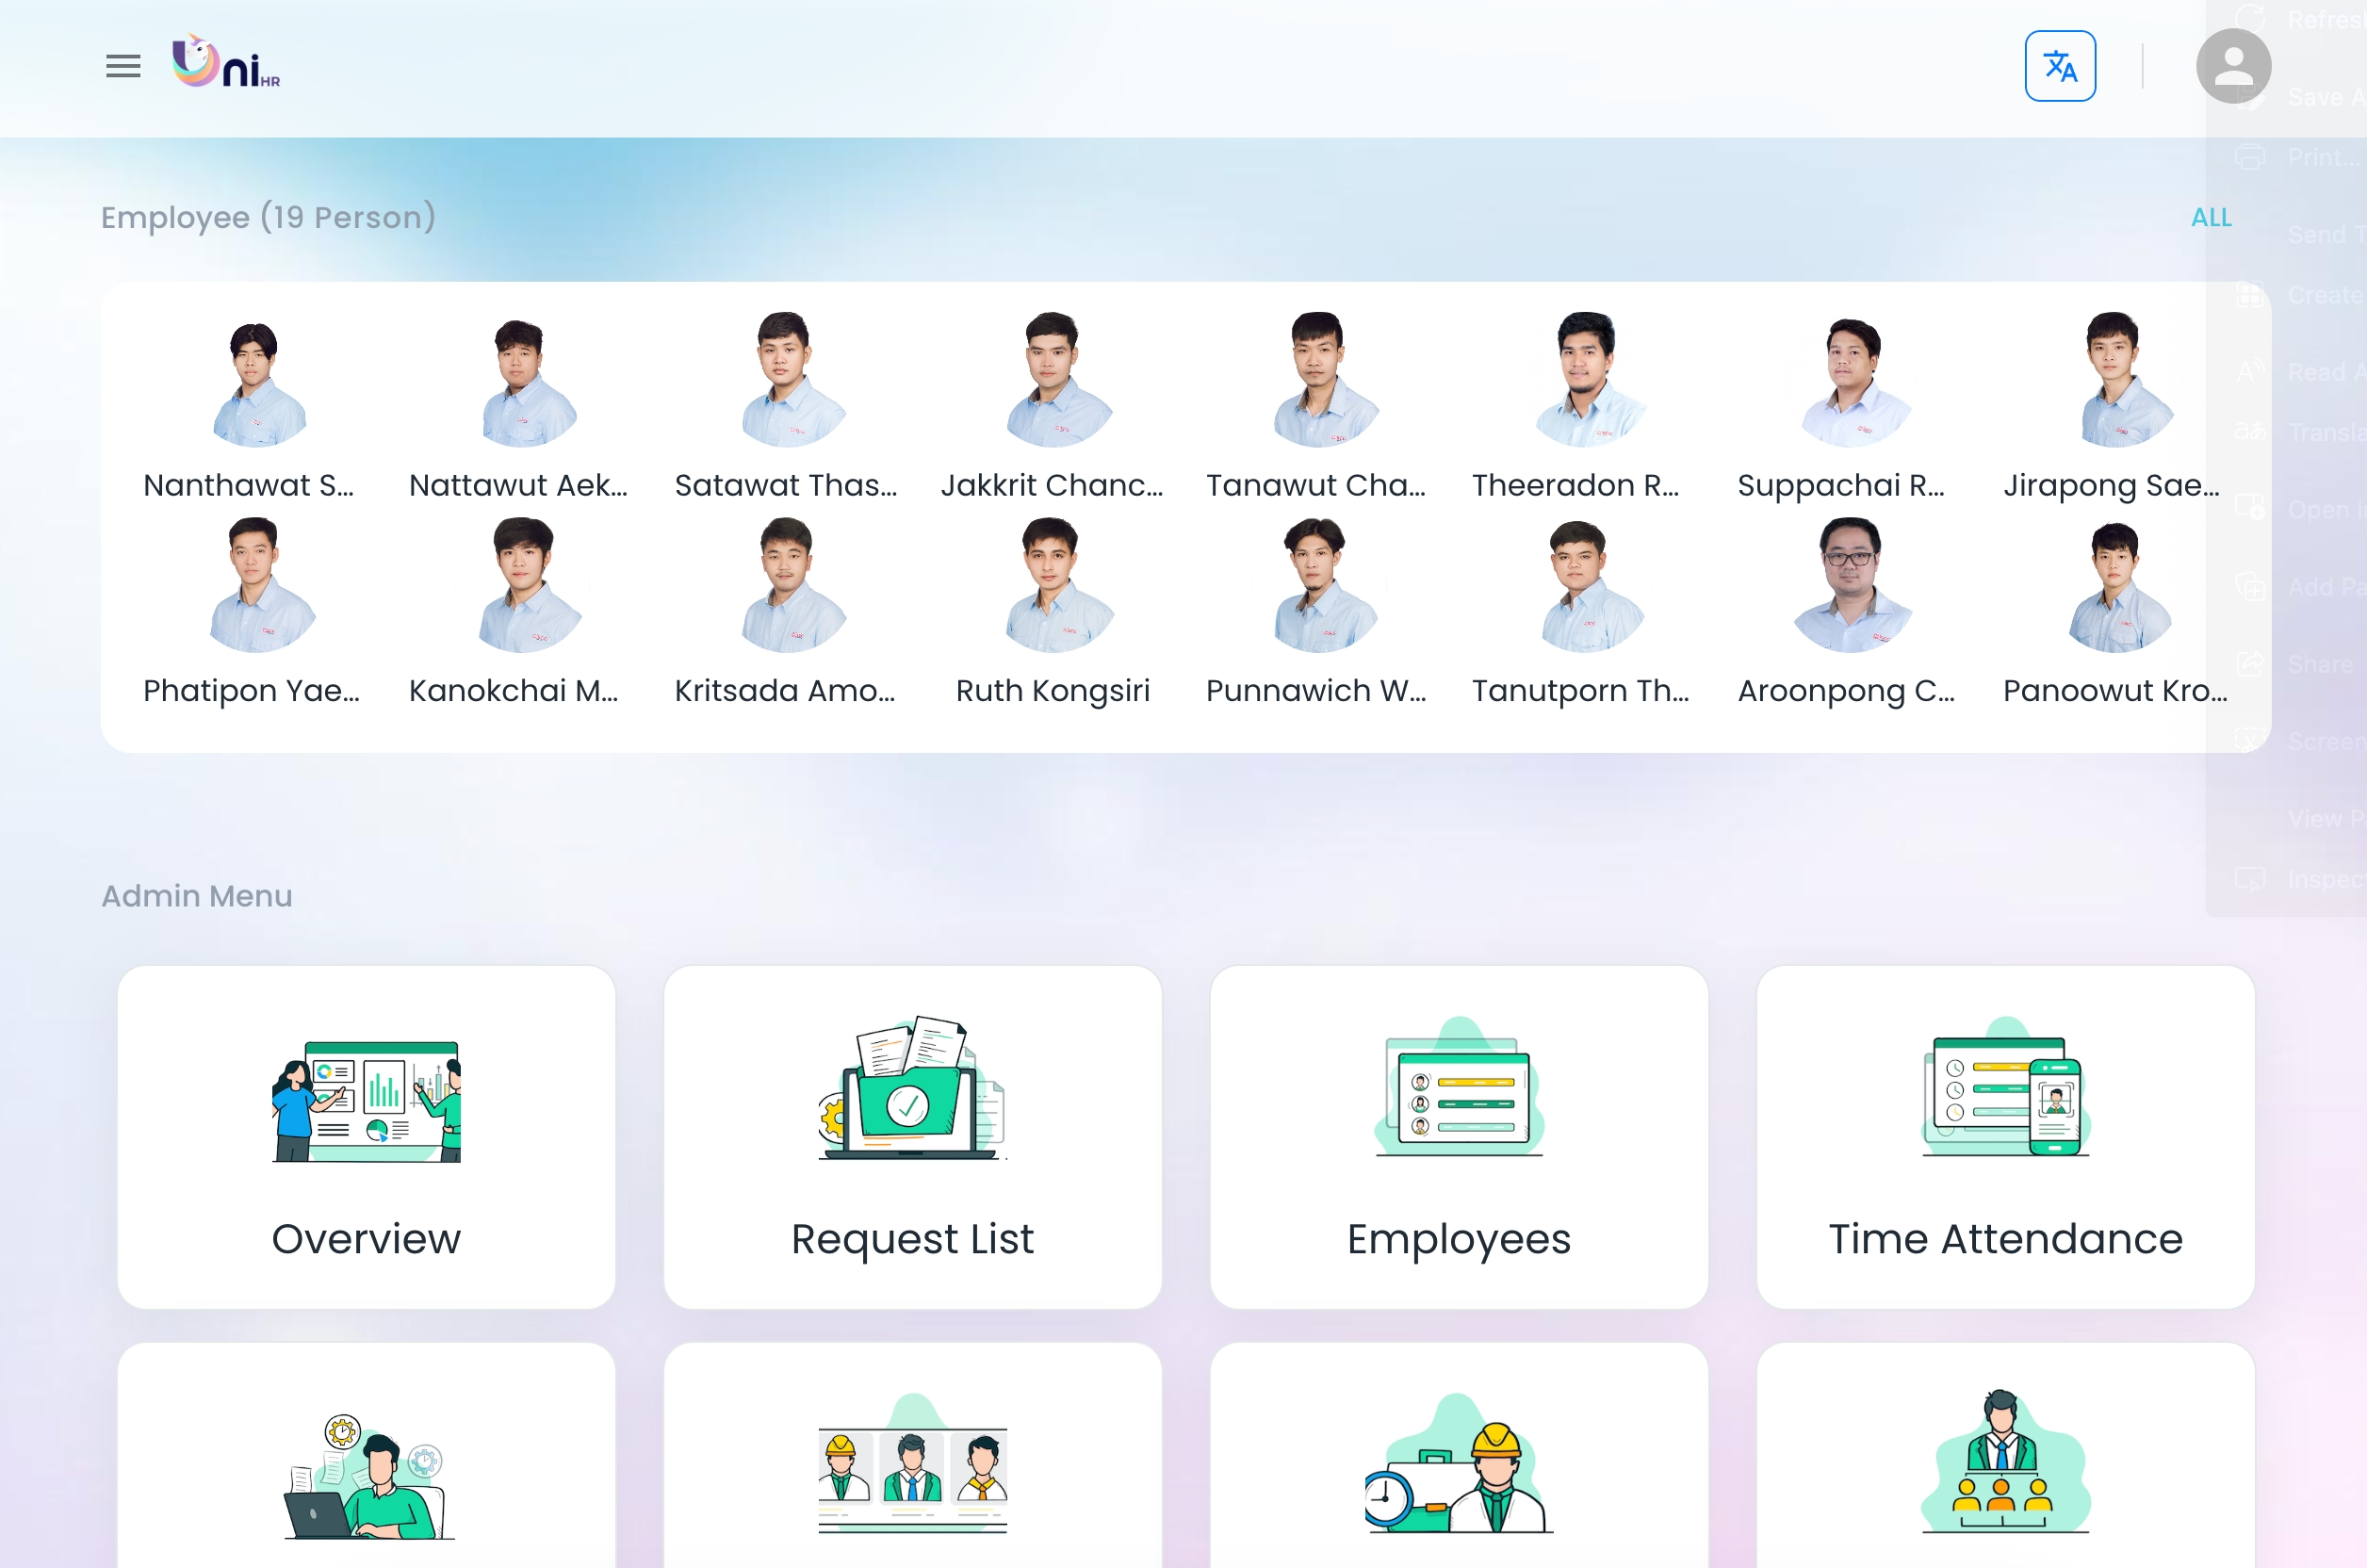 Uni HR
Employee (19 Person)
ALL
Nanthawat S...
Nattawut Aek...
Satawat Thas...
Jakkrit Chanc...
Tanawut Cha...
Theeradon R...
Suppachai R...
Jirapong Sae...
Phatipon Yae...
Kanokchai M...
Kritsada Amo...
Ruth Kongsiri
Punnawich W...
Tanutporn Th...
Aroonpong C...
Panoowut Kro...
Admin Menu
Overview
Request List
Employees
Time Attendance
Refresh
Save A
Print...
Send T
Create
Read A
Transla
Open i
Add Pa
Share
Screen
View P
Inspec